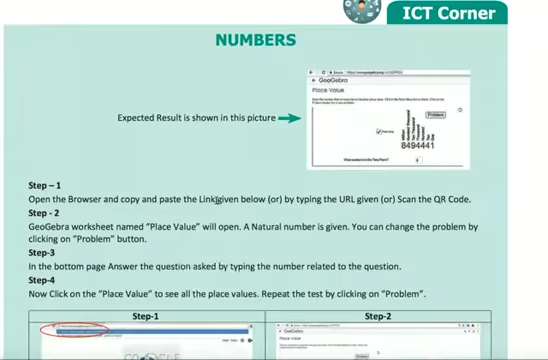 ICT Corner
NUMBERS
GeoGebra
Place Value
Problem
Expected Result is shown in this picture
8494441
Step – 1
Open the Browser and copy and paste the Link given below (or) by typing the URL given (or) Scan the QR Code.
Step - 2
GeoGebra worksheet named “Place Value” will open. A Natural number is given. You can change the problem by
clicking on “Problem” button.
Step-3
In the bottom page Answer the question asked by typing the number related to the question.
Step-4
Now Click on the “Place Value” to see all the place values. Repeat the test by clicking on “Problem”.
Step-1
Step-2
GeoGebra
Place Value